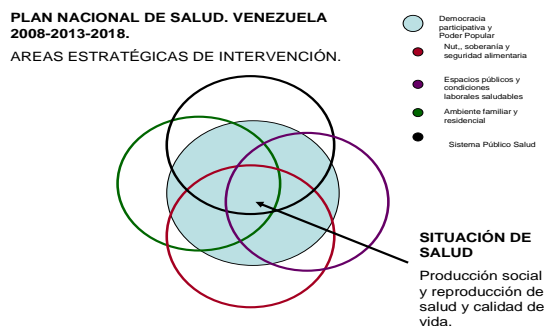 PLAN NACIONAL DE SALUD. VENEZUELA
2008-2013-2018.
AREAS ESTRATÉGICAS DE INTERVENCIÓN.
Democracia
participativa y
Poder Popular
Nut,, soberanía y
seguridad alimentaria
Espacios públicos y
condiciones
laborales saludables
Ambiente familiar y
residencial
Sistema Público Salud
SITUACIÓN DE
SALUD
Producción social
y reproducción de
salud y calidad de
vida.